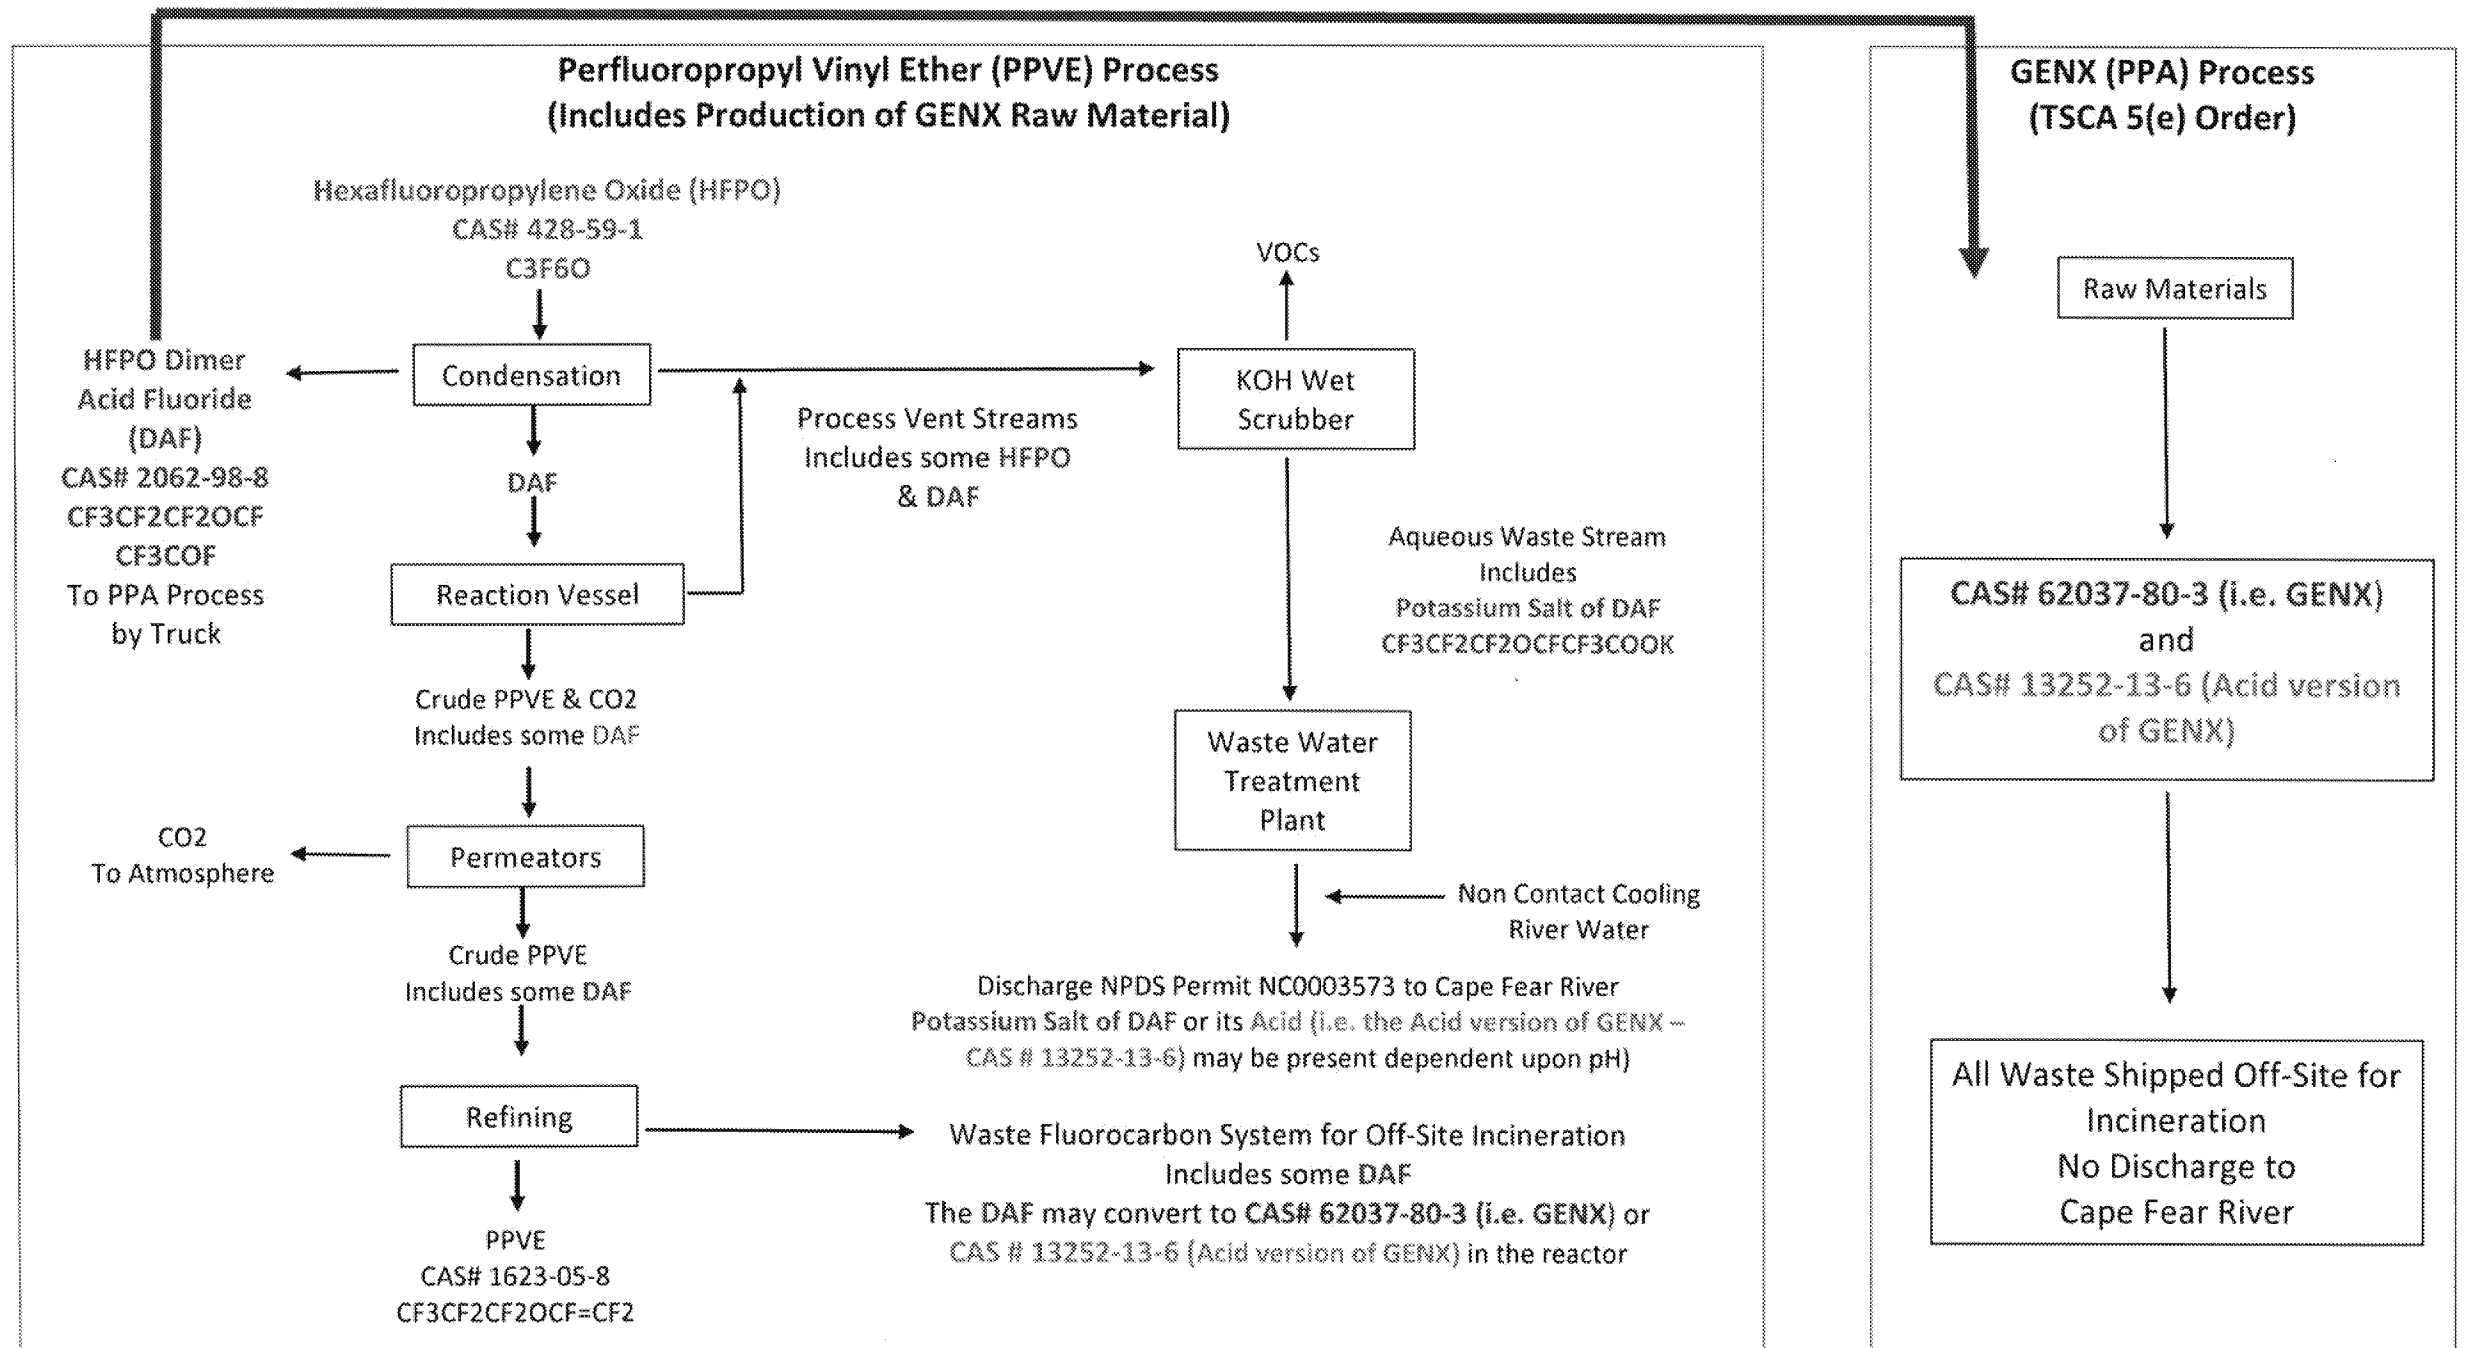 Perfluoropropyl Vinyl Ether (PPVE) Process
(Includes Production of GENX Raw Material)
Hexafluoropropylene Oxide (HFPO)
CAS# 428-59-1
C3F6O
HFPO Dimer
Acid Fluoride
(DAF)
CAS# 2062-98-8
CF3CF2CF2OCF
CF3COF
To PPA Process
by Truck
Condensation
DAF
Reaction Vessel
Crude PPVE & CO2
Includes some DAF
Permeators
CO2
To Atmosphere
Crude PPVE
Includes some DAF
Refining
PPVE
CAS# 1623-05-8
CF3CF2CF2OCF=CF2
Process Vent Streams
Includes some HFPO
& DAF
VOCs
KOH Wet
Scrubber
Aqueous Waste Stream
Includes
Potassium Salt of DAF
CF3CF2CF2OCFCF3COOK
Waste Water
Treatment
Plant
Non Contact Cooling
River Water
Discharge NPDS Permit NC0003573 to Cape Fear River
Potassium Salt of DAF or its Acid (i.e. the Acid version of GENX –
CAS # 13252-13-6) may be present dependent upon pH)
Waste Fluorocarbon System for Off-Site Incineration
Includes some DAF
The DAF may convert to CAS# 62037-80-3 (i.e. GENX) or
CAS # 13252-13-6 (Acid version of GENX) in the reactor
GENX (PPA) Process
(TSCA 5(e) Order)
Raw Materials
CAS# 62037-80-3 (i.e. GENX)
and
CAS# 13252-13-6 (Acid version
of GENX)
All Waste Shipped Off-Site for
Incineration
No Discharge to
Cape Fear River